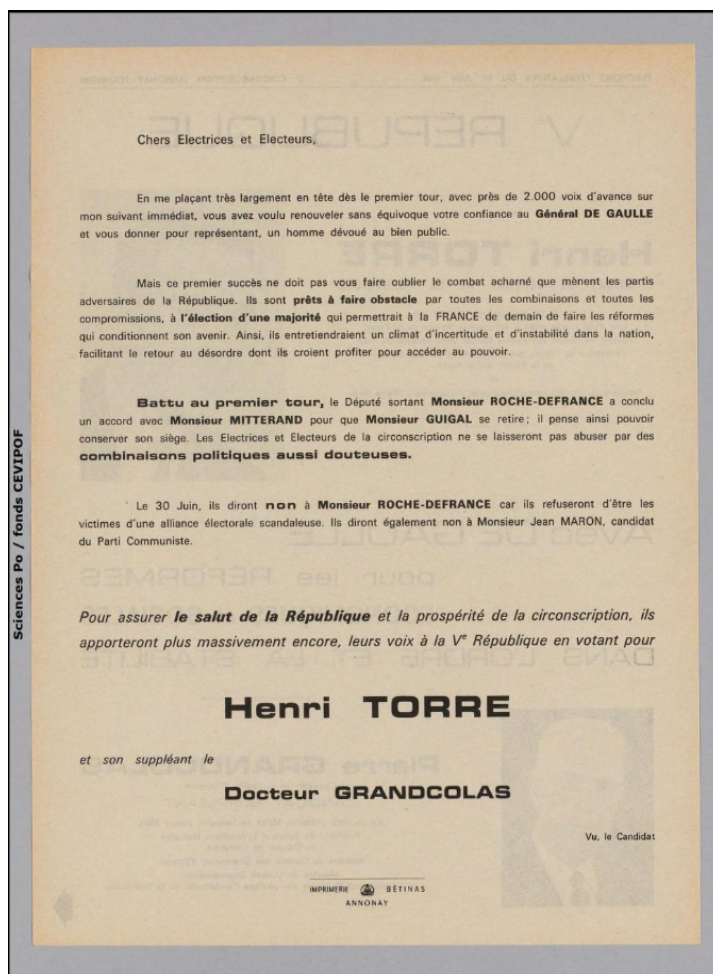 Chers Electrices et Electeurs,
En me plaçant très largement en tête dès le premier tour, avec près de 2.000 voix d'avance sur
mon suivant immédiat, vous avez voulu renouveler sans équivoque votre confiance au Général DE GAULLE
et vous donner pour représentant, un homme dévoué au bien public.
Mais ce premier succès ne doit pas vous faire oublier le combat acharné que mènent les partis
adversaires de la République. Ils sont prêts à faire obstacle par toutes les combinaisons et toutes les
compromissions, à l'élection d'une majorité qui permettrait à la FRANCE de demain de faire les réformes
qui conditionnent son avenir. Ainsi, ils entretiendraient un climat d'incertitude et d'instabilité dans la nation,
facilitant le retour au désordre dont ils croient profiter pour accéder au pouvoir.
Battu au premier tour, le Député sortant Monsieur ROCHE-DEFRANCE a conclu
un accord avec Monsieur MITTERAND pour que Monsieur GUIGAL se retire ; il pense ainsi pouvoir
conserver son siège. Les Electrices et Electeurs de la circonscription ne se laisseront pas abuser par des
combinaisons politiques aussi douteuses.
Le 30 Juin, ils diront non à Monsieur ROCHE-DEFRANCE car ils refuseront d'être les
victimes d'une alliance électorale scandaleuse. Ils diront également non à Monsieur Jean MARON, candidat
du Parti Communiste.
Pour assurer le salut de la République et la prospérité de la circonscription, ils
apporteront plus massivement encore, leurs voix à la Ve République en votant pour
Henri TORRE
et son suppléant le
Docteur GRANDCOLAS
Vu, le Candidat
IMPRIMERIE BÉTINAS
ANNONAY
Sciences Po / fonds CEVIPOF